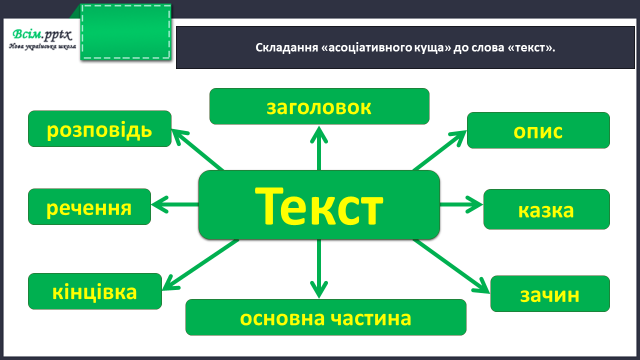 Всім.pptx
Нова українська школа
Складання «асоціативного куща» до слова «текст».
заголовок
розповідь
опис
Текст
речення
казка
кінцівка
зачин
основна частина